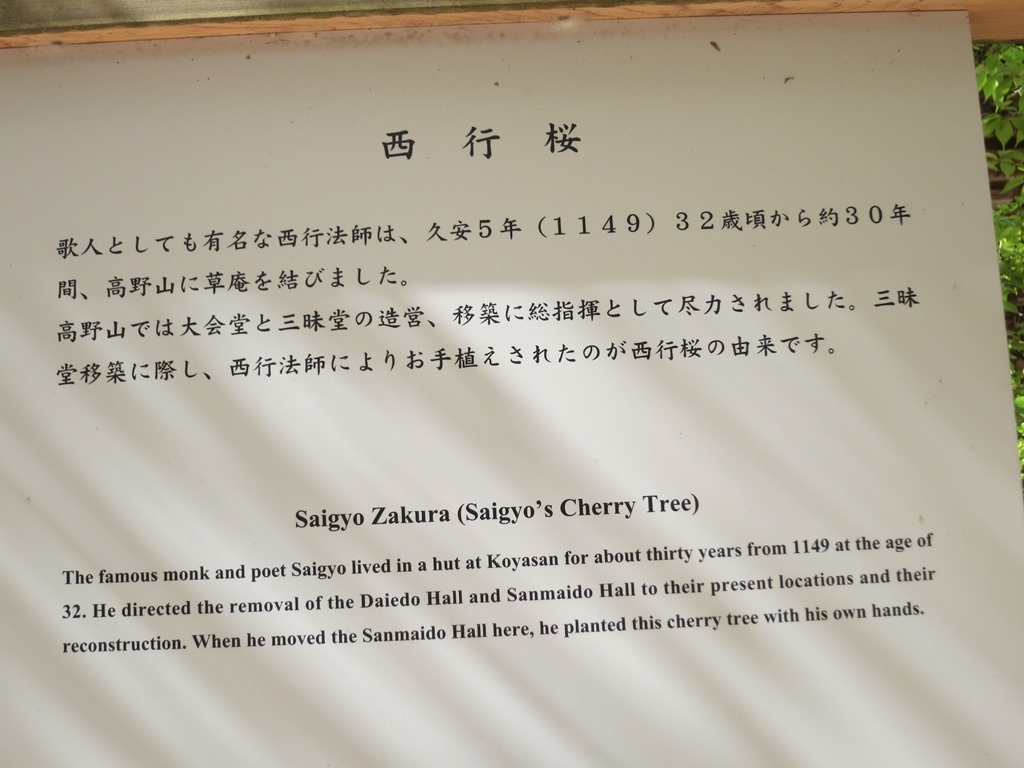 西行桜
歌人としても有名な西行法師は、久安５年（１１４９）３２歳頃から約３０年
間、高野山に草庵を結びました。
高野山では大会堂と三昧堂の造営、移築に総指揮として尽力されました。三昧
堂移築に際し、西行法師によりお手植えされたのが西行桜の由来です。
Saigyo Zakura (Saigyo's Cherry Tree)
The famous monk and poet Saigyo lived in a hut at Koyasan for about thirty years from 1149 at the age of
32. He directed the removal of the Daiedo Hall and Sanmaido Hall to their present locations and their
reconstruction. When he moved the Sanmaido Hall here, he planted this cherry tree with his own hands.